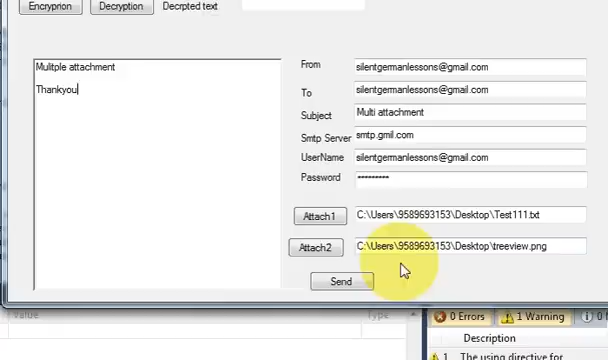 Encryprion Decryption Decrpted text
Mulitple attachment
Thankyou
From silentgermanlessons@gmail.com
To silentgermanlessons@gmail.com
Subject Multi attachment
Smtp Server smtp.gmil.com
UserName silentgermanlessons@gmail.com
Password ---------
Attach1 C:\Users\9589693153\Desktop\Test111.txt
Attach2 C:\Users\9589693153\Desktop\treeview.png
Send
Value Type
0 Errors 1 Warning 0
Description
1 The using directive for